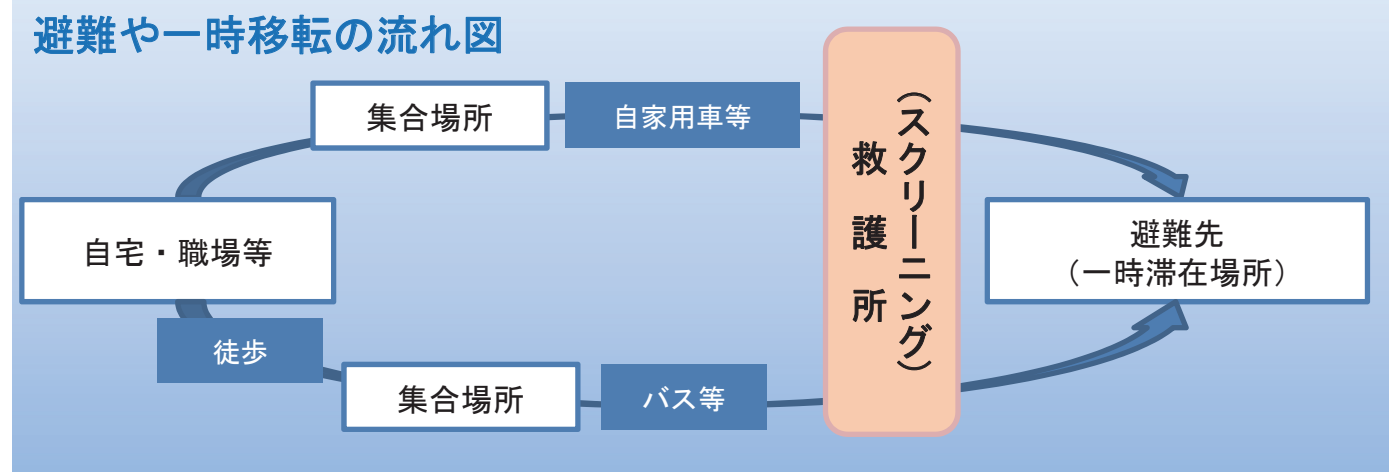 避難や一時移転の流れ図
集合場所
自家用車等
(スクリーニング)
救護所
自宅・職場等
避難先
(一時滞在場所)
徒歩
集合場所
バス等